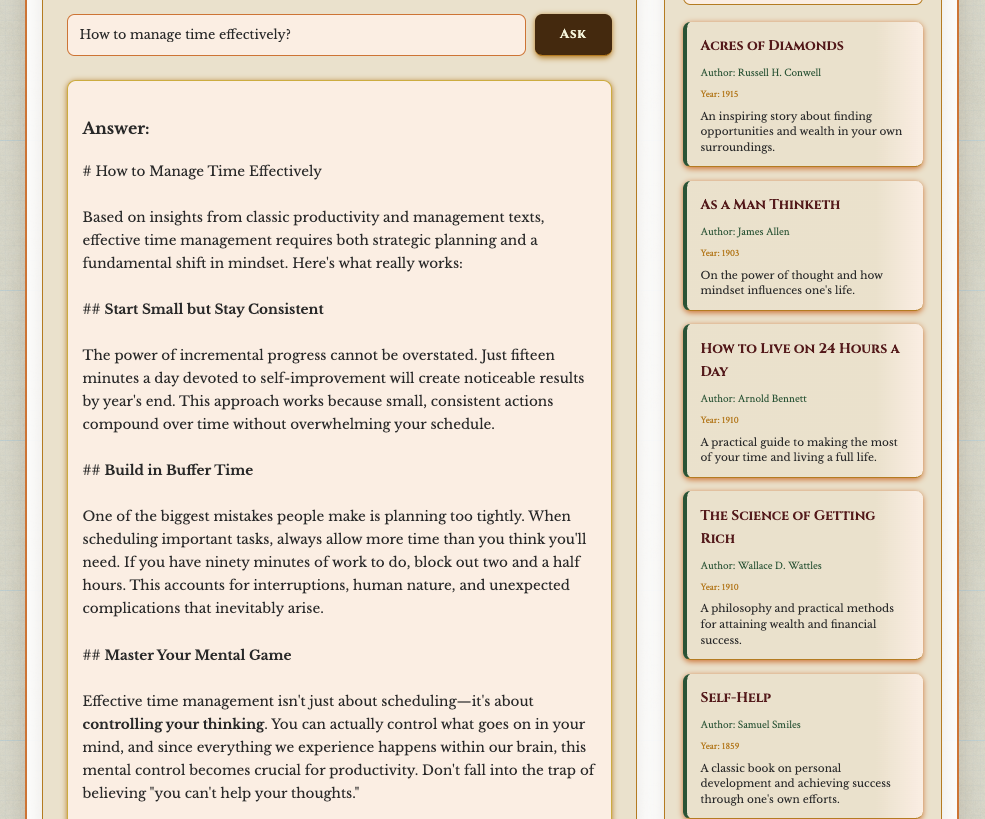 How to manage time effectively?
Ask
Answer:
# How to Manage Time Effectively
Based on insights from classic productivity and management texts,
effective time management requires both strategic planning and a
fundamental shift in mindset. Here's what really works:
## Start Small but Stay Consistent
The power of incremental progress cannot be overstated. Just fifteen
minutes a day devoted to self-improvement will create noticeable results
by year's end. This approach works because small, consistent actions
compound over time without overwhelming your schedule.
## Build in Buffer Time
One of the biggest mistakes people make is planning too tightly. When
scheduling important tasks, always allow more time than you think you'll
need. If you have ninety minutes of work to do, block out two and a half
hours. This accounts for interruptions, human nature, and unexpected
complications that inevitably arise.
## Master Your Mental Game
Effective time management isn't just about scheduling—it's about
controlling your thinking. You can actually control what goes on in your
mind, and since everything we experience happens within our brain, this
mental control becomes crucial for productivity. Don't fall into the trap of
believing "you can't help your thoughts."
Acres of Diamonds
Author: Russell H. Conwell
Year: 1915
An inspiring story about finding
opportunities and wealth in your own
surroundings.
As a Man Thinketh
Author: James Allen
Year: 1903
On the power of thought and how
mindset influences one's life.
How to Live on 24 Hours a
Day
Author: Arnold Bennett
Year: 1910
A practical guide to making the most
of your time and living a full life.
The Science of Getting
Rich
Author: Wallace D. Wattles
Year: 1910
A philosophy and practical methods
for attaining wealth and financial
success.
Self-Help
Author: Samuel Smiles
Year: 1859
A classic book on personal
development and achieving success
through one's own efforts.